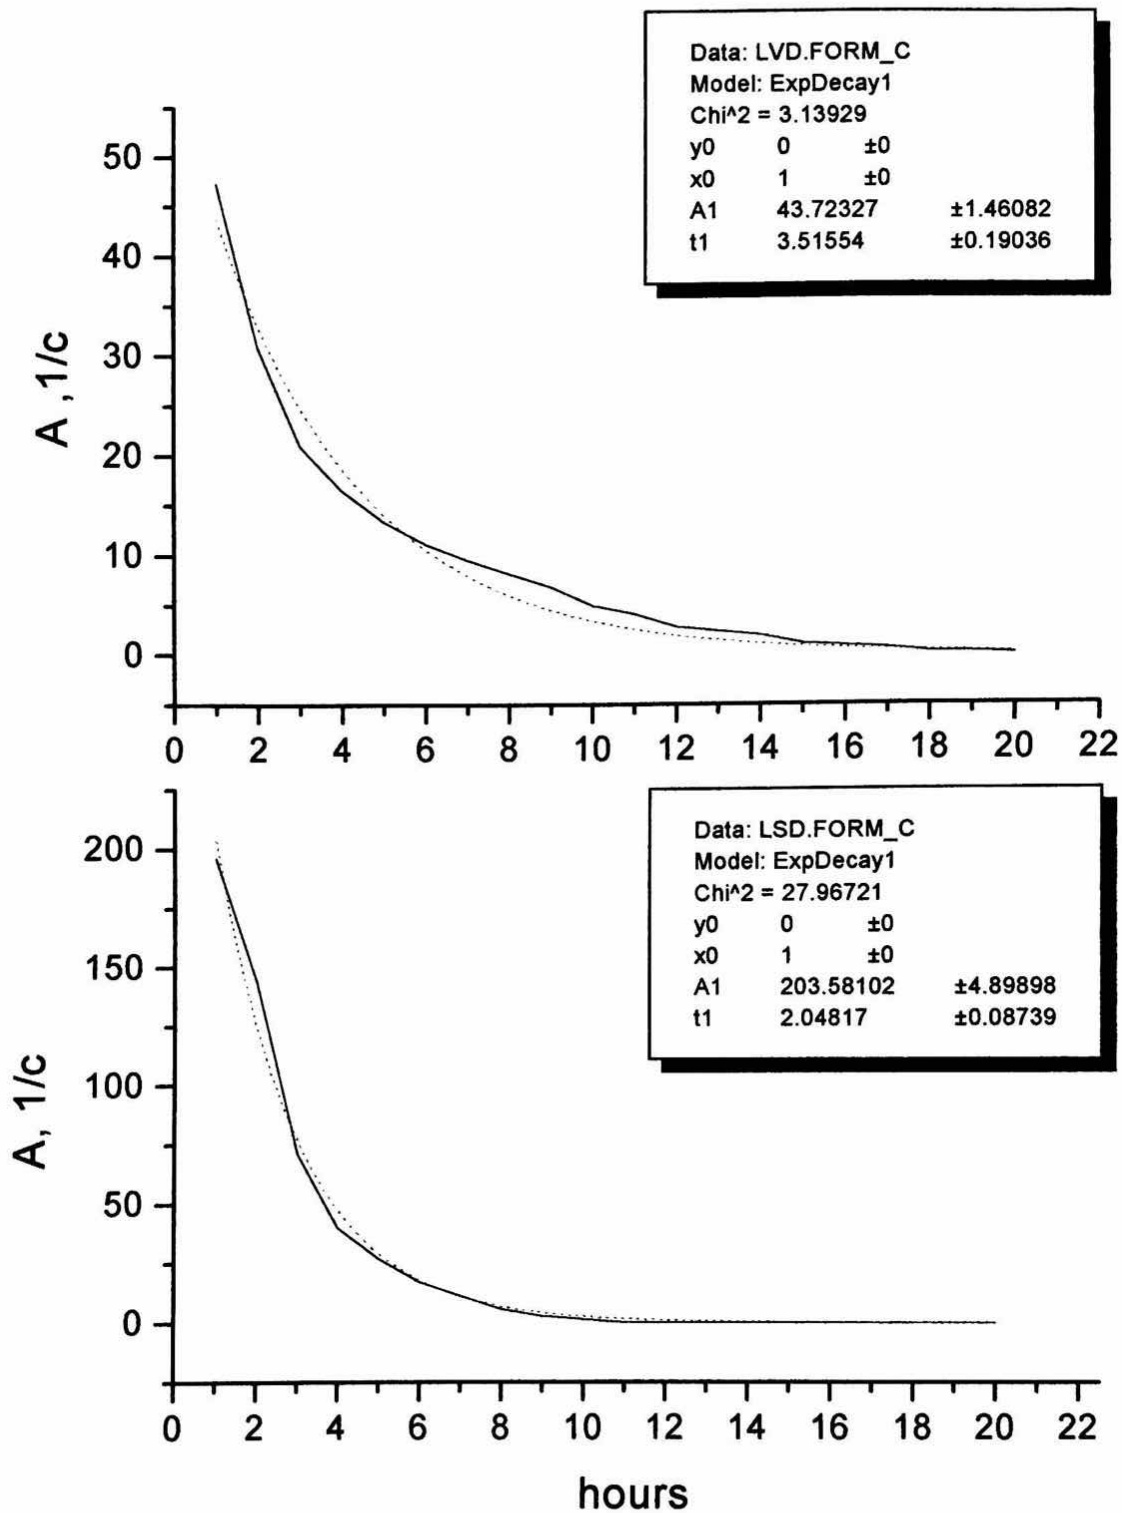 Data: LVD.FORM_C
Model: ExpDecay1
Chi^2 = 3.13929
y0 0 ±0
x0 1 ±0
A1 43.72327 ±1.46082
t1 3.51554 ±0.19036
A ,1/c
50
40
30
20
10
0
0 2 4 6 8 10 12 14 16 18 20 22
Data: LSD.FORM_C
Model: ExpDecay1
Chi^2 = 27.96721
y0 0 ±0
x0 1 ±0
A1 203.58102 ±4.89898
t1 2.04817 ±0.08739
A, 1/c
200
150
100
50
0
0 2 4 6 8 10 12 14 16 18 20 22
hours